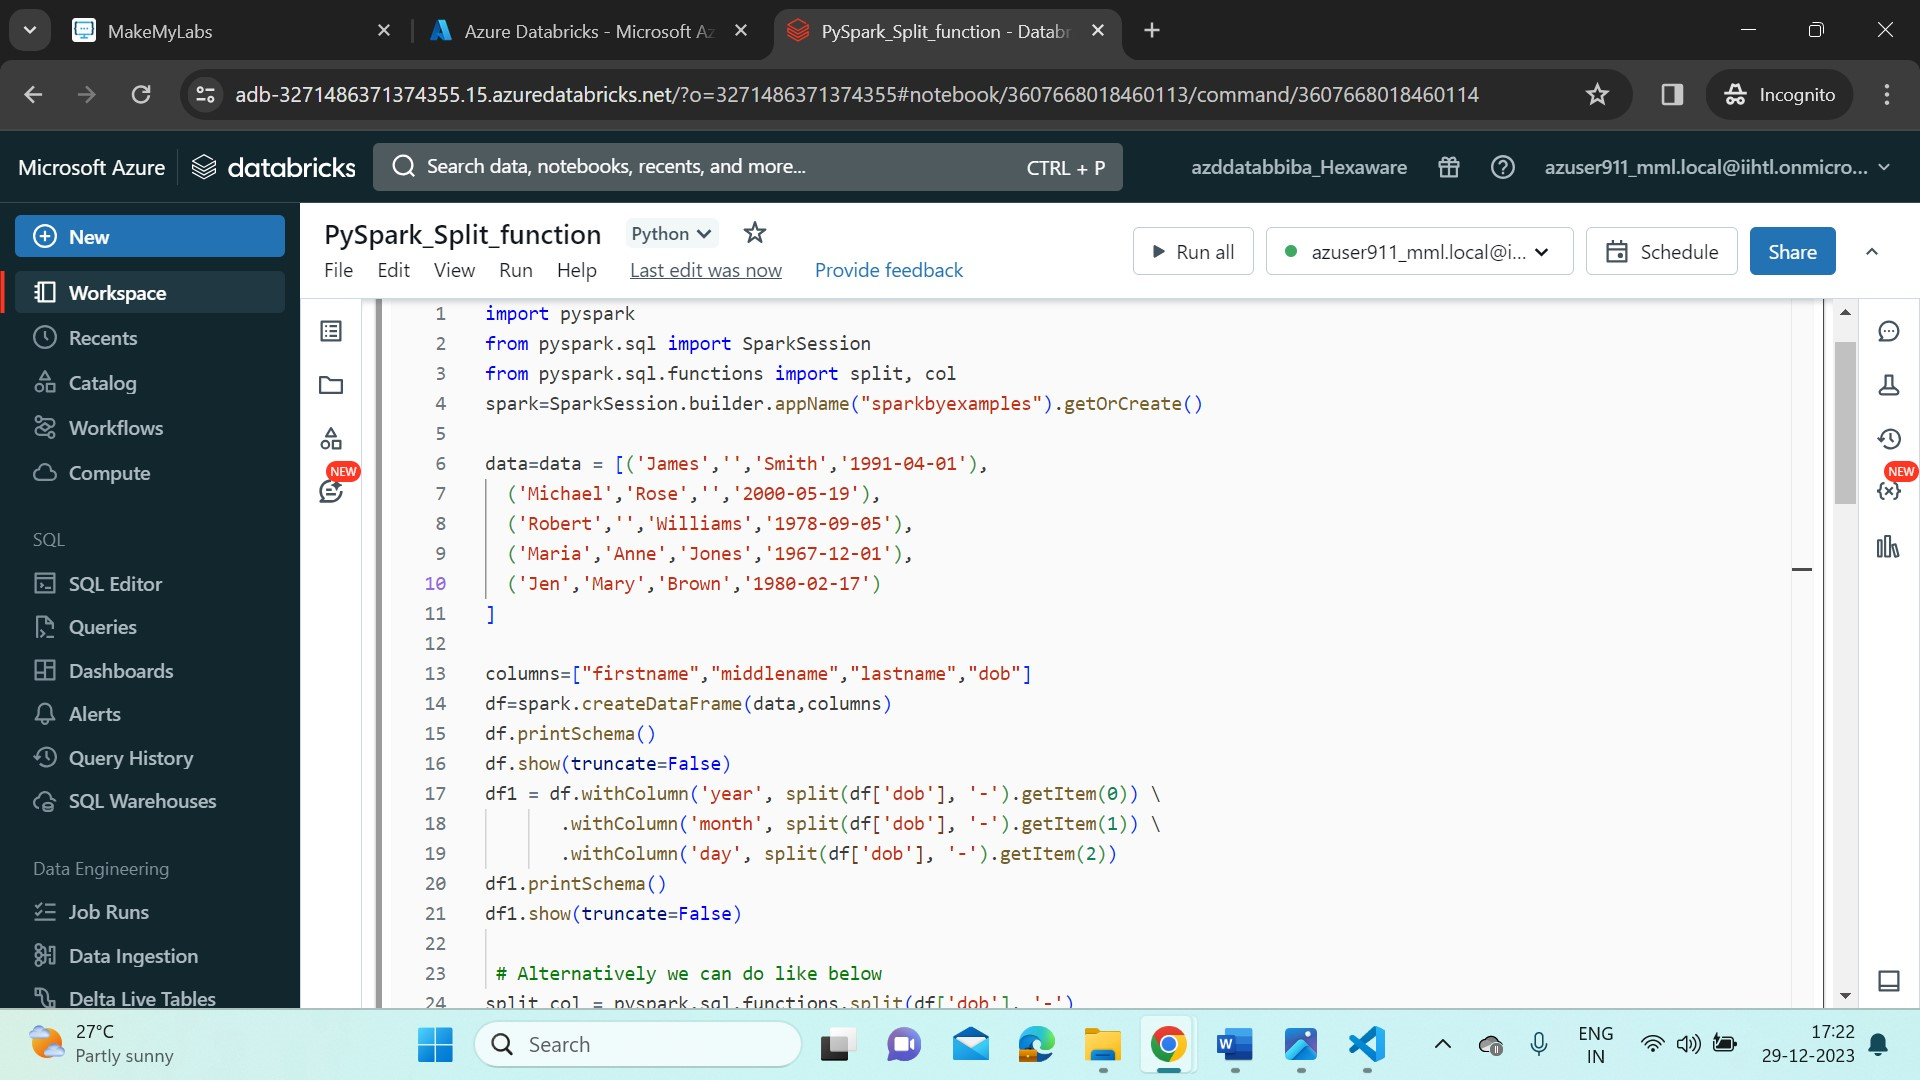 MakeMyLabs
Azure Databricks - Microsoft Az
PySpark_Split_function - Databr
adb-3271486371374355.15.azuredatabricks.net/?o=3271486371374355#notebook/3607668018460113/command/3607668018460114
Incognito
Microsoft Azure
databricks
Search data, notebooks, recents, and more...
CTRL + P
azddatabbiba_Hexaware
azuser911_mml.local@iihtl.onmicro...
New
Workspace
Recents
Catalog
Workflows
Compute
SQL
SQL Editor
Queries
Dashboards
Alerts
Query History
SQL Warehouses
Data Engineering
Job Runs
Data Ingestion
Delta Live Tables
PySpark_Split_function
Python
File Edit View Run Help Last edit was now Provide feedback
Run all
azuser911_mml.local@i...
Schedule
Share
NEW
1 import pyspark
2 from pyspark.sql import SparkSession
3 from pyspark.sql.functions import split, col
4 spark=SparkSession.builder.appName("sparkbyexamples").getOrCreate()
5
6 data=data = [('James','','Smith','1991-04-01'),
7 ('Michael','Rose','','2000-05-19'),
8 ('Robert','','Williams','1978-09-05'),
9 ('Maria','Anne','Jones','1967-12-01'),
10 ('Jen','Mary','Brown','1980-02-17')
11 ]
12
13 columns=["firstname","middlename","lastname","dob"]
14 df=spark.createDataFrame(data,columns)
15 df.printSchema()
16 df.show(truncate=False)
17 df1 = df.withColumn('year', split(df['dob'], '-').getItem(0)) \
18 .withColumn('month', split(df['dob'], '-').getItem(1)) \
19 .withColumn('day', split(df['dob'], '-').getItem(2))
20 df1.printSchema()
21 df1.show(truncate=False)
22
23 # Alternatively we can do like below
24 split_col = pyspark.sql.functions.split(df['dob'], '-')
NEW
27°C
Partly sunny
Search
ENG
IN
17:22
29-12-2023